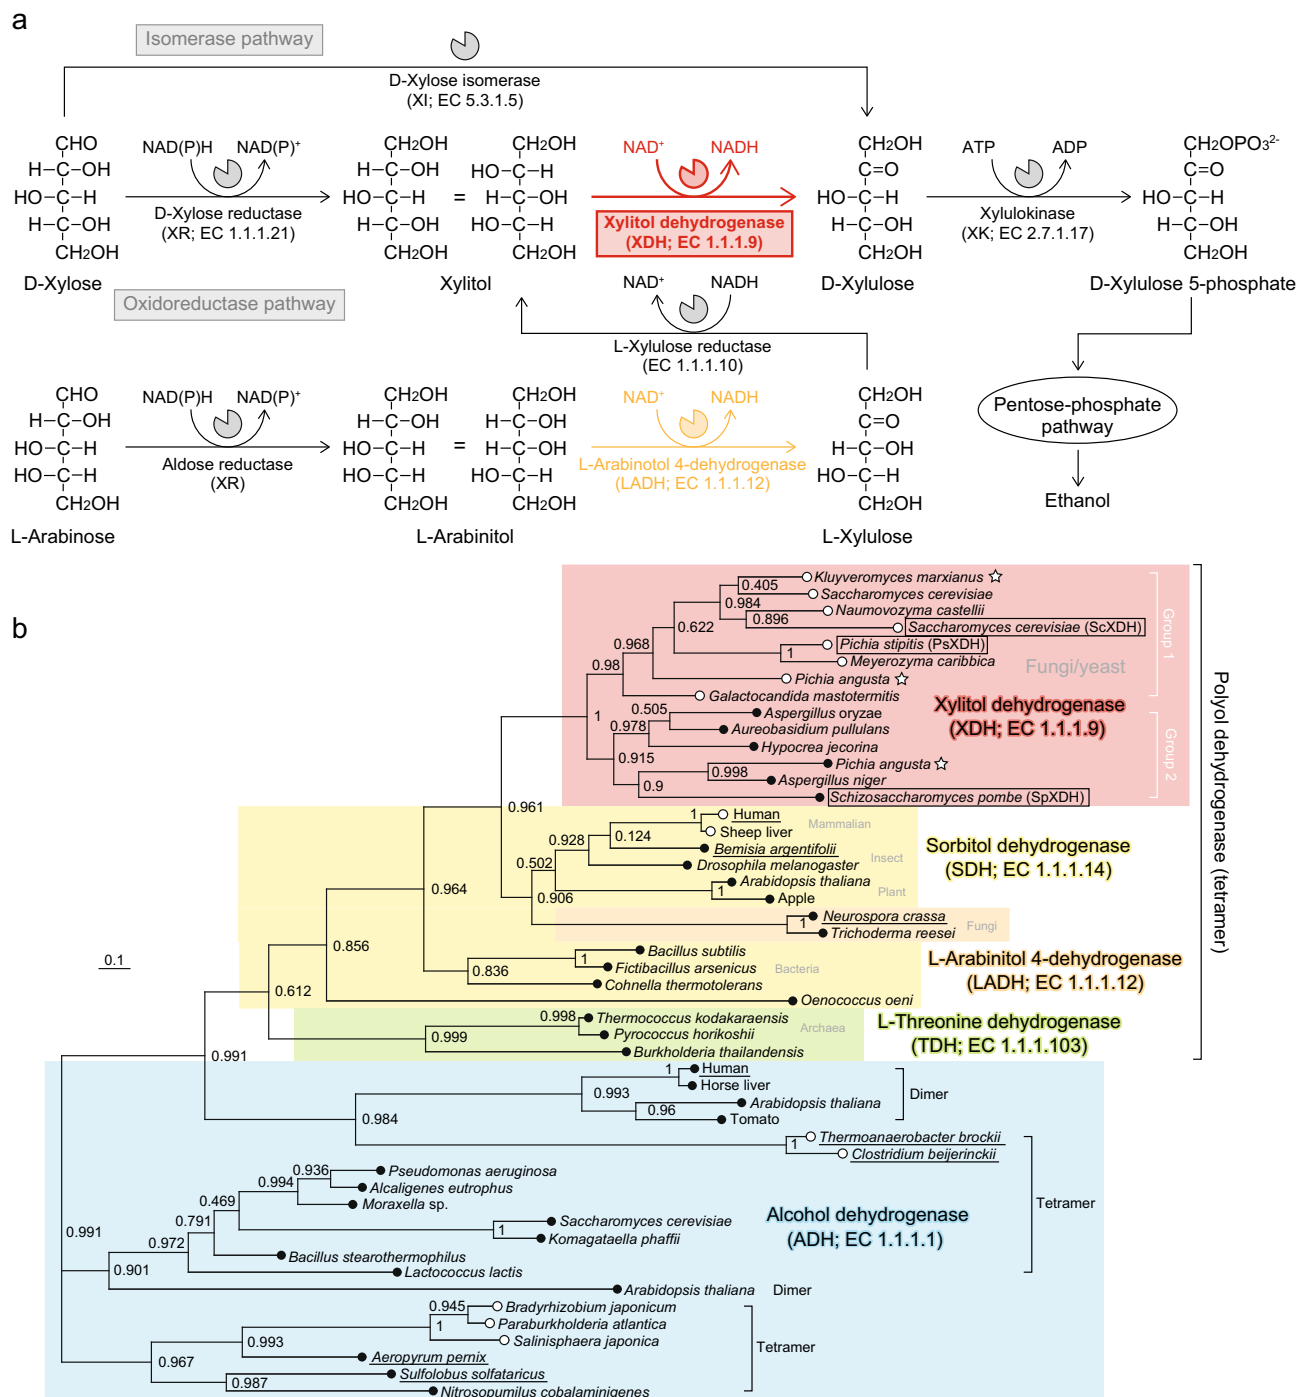 a
Isomerase pathway
D-Xylose isomerase
(XI; EC 5.3.1.5)
CHO
H–C–OH
HO–C–H
H–C–OH
CH2OH
D-Xylose
NAD(P)H NAD(P)+
D-Xylose reductase
(XR; EC 1.1.1.21)
CH2OH
H–C–OH
HO–C–H
H–C–OH
CH2OH
=
CH2OH
HO–C–H
H–C–OH
HO–C–H
CH2OH
Xylitol
NAD+ NADH
Xylitol dehydrogenase
(XDH; EC 1.1.1.9)
CH2OH
C=O
HO–C–H
H–C–OH
CH2OH
D-Xylulose
ATP ADP
Xylulokinase
(XK; EC 2.7.1.17)
CH2OPO32-
C=O
HO–C–H
H–C–OH
CH2OH
D-Xylulose 5-phosphate
Oxidoreductase pathway
NAD+ NADH
L-Xylulose reductase
(EC 1.1.1.10)
CHO
H–C–OH
HO–C–H
HO–C–H
CH2OH
L-Arabinose
NAD(P)H NAD(P)+
Aldose reductase
(XR)
CH2OH
H–C–OH
HO–C–H
HO–C–H
CH2OH
=
CH2OH
H–C–OH
H–C–OH
HO–C–H
CH2OH
L-Arabinitol
NAD+ NADH
L-Arabinotol 4-dehydrogenase
(LADH; EC 1.1.1.12)
CH2OH
C=O
H–C–OH
HO–C–H
CH2OH
L-Xylulose
Pentose-phosphate
pathway
Ethanol
b
Kluyveromyces marxianus
0.405
Saccharomyces cerevisiae
0.984
Naumovozyma castellii
0.896
Saccharomyces cerevisiae (ScXDH)
0.622
Pichia stipitis (PsXDH)
0.968
1
Meyerozyma caribbica
0.98
Pichia angusta
Galactocandida mastotermitis
Group 1
Fungi/yeast
Xylitol dehydrogenase
(XDH; EC 1.1.1.9)
1
0.505
Aspergillus oryzae
0.978
Aureobasidium pullulans
Hypocrea jecorina
0.915
Pichia angusta
0.998
Aspergillus niger
0.9
Schizosaccharomyces pombe (SpXDH)
Group 2
Polyol dehydrogenase (tetramer)
0.961
1
Human
Mammalian
Sheep liver
0.124
0.928
Bemisia argentifolii
Insect
0.502
Drosophila melanogaster
Arabidopsis thaliana
Plant
1
Apple
0.906
0.964
Sorbitol dehydrogenase
(SDH; EC 1.1.1.14)
Neurospora crassa
1
Fungi
Trichoderma reesei
0.856
Bacillus subtilis
1
Fictibacillus arsenicus
Bacteria
0.836
Cohnella thermotolerans
Oenococcus oeni
L-Arabinitol 4-dehydrogenase
(LADH; EC 1.1.1.12)
0.1
0.612
0.998
Thermococcus kodakaraensis
Archaea
Pyrococcus horikoshii
0.999
Burkholderia thailandensis
L-Threonine dehydrogenase
(TDH; EC 1.1.1.103)
0.991
1
Human
Horse liver
0.993
Arabidopsis thaliana
0.96
Tomato
Dimer
0.984
Thermoanaerobacter brockii
1
Clostridium beijerinckii
0.936
Pseudomonas aeruginosa
0.994
Alcaligenes eutrophus
0.469
Moraxella sp.
Tetramer
Saccharomyces cerevisiae
0.791
1
Komagataella phaffii
0.991
0.972
Bacillus stearothermophilus
0.901
Lactococcus lactis
Alcohol dehydrogenase
(ADH; EC 1.1.1.1)
Arabidopsis thaliana Dimer
0.945
Bradyrhizobium japonicum
1
Paraburkholderia atlantica
0.993
Salinisphaera japonica
Tetramer
0.967
Aeropyrum pernix
Sulfolobus solfataricus
0.987
Nitrosopumilus cobalaminigenes